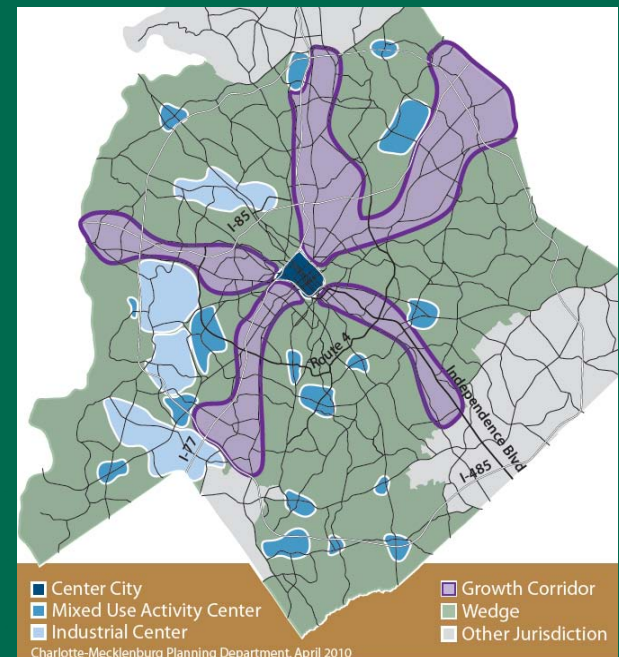 I-85
Route 4
Independence Blvd
I-77
I-485
Center City
Mixed Use Activity Center
Industrial Center
Growth Corridor
Wedge
Other Jurisdiction
Charlotte-Mecklenburg Planning Department, April 2010